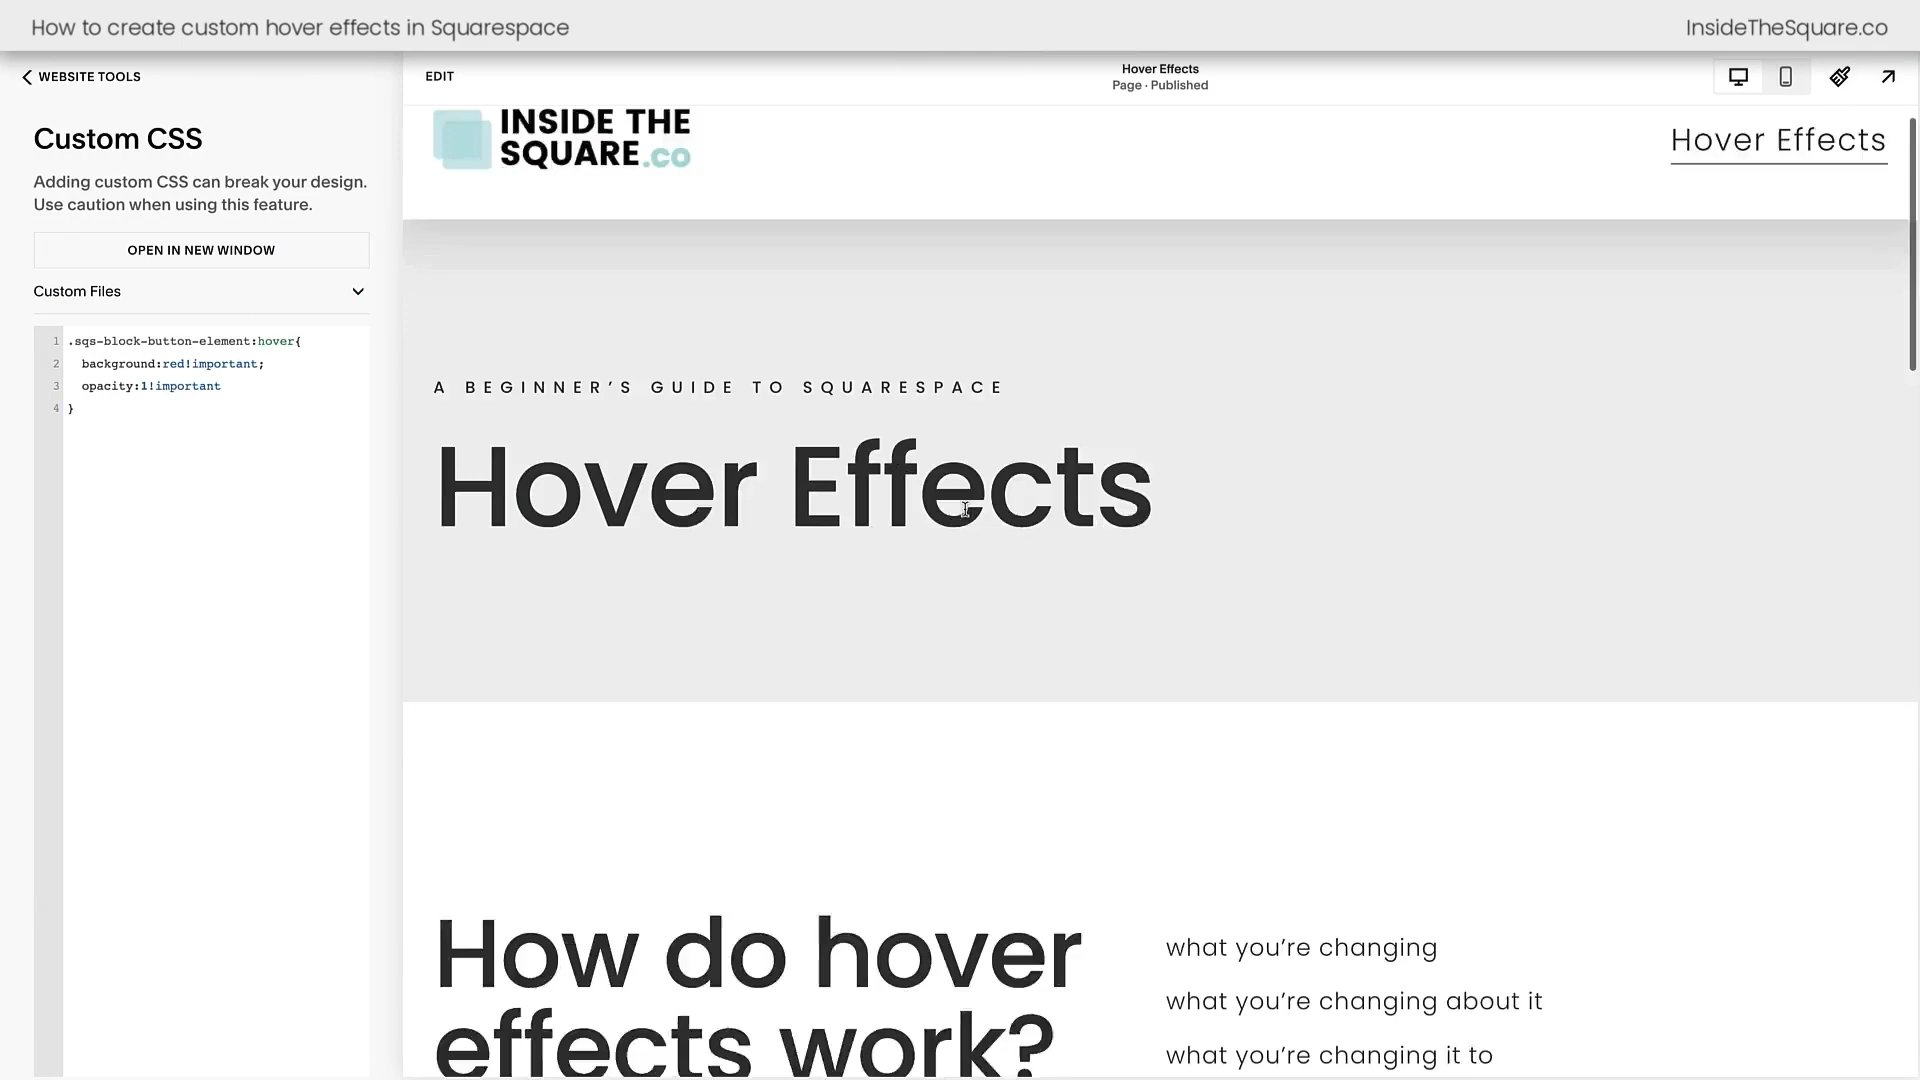 How to create custom hover effects in Squarespace
InsideTheSquare.co
WEBSITE TOOLS
EDIT
Hover Effects
Page · Published
Custom CSS
Adding custom CSS can break your design.
Use caution when using this feature.
OPEN IN NEW WINDOW
Custom Files
1 .sqs-block-button-element:hover{
2 background:red!important;
3 opacity:1!important
4 }
INSIDE THE
SQUARE.co
Hover Effects
A BEGINNER’S GUIDE TO SQUARESPACE
Hover Effects
How do hover
effects work?
what you’re changing
what you’re changing about it
what you’re changing it to